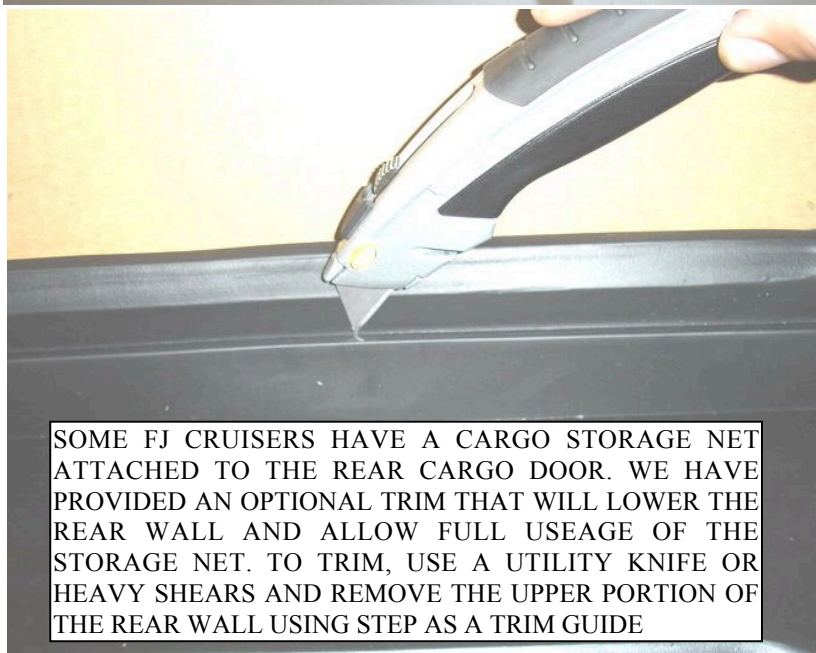 SOME FJ CRUISERS HAVE A CARGO STORAGE NET
ATTACHED TO THE REAR CARGO DOOR. WE HAVE
PROVIDED AN OPTIONAL TRIM THAT WILL LOWER THE
REAR WALL AND ALLOW FULL USEAGE OF THE
STORAGE NET. TO TRIM, USE A UTILITY KNIFE OR
HEAVY SHEARS AND REMOVE THE UPPER PORTION OF
THE REAR WALL USING STEP AS A TRIM GUIDE